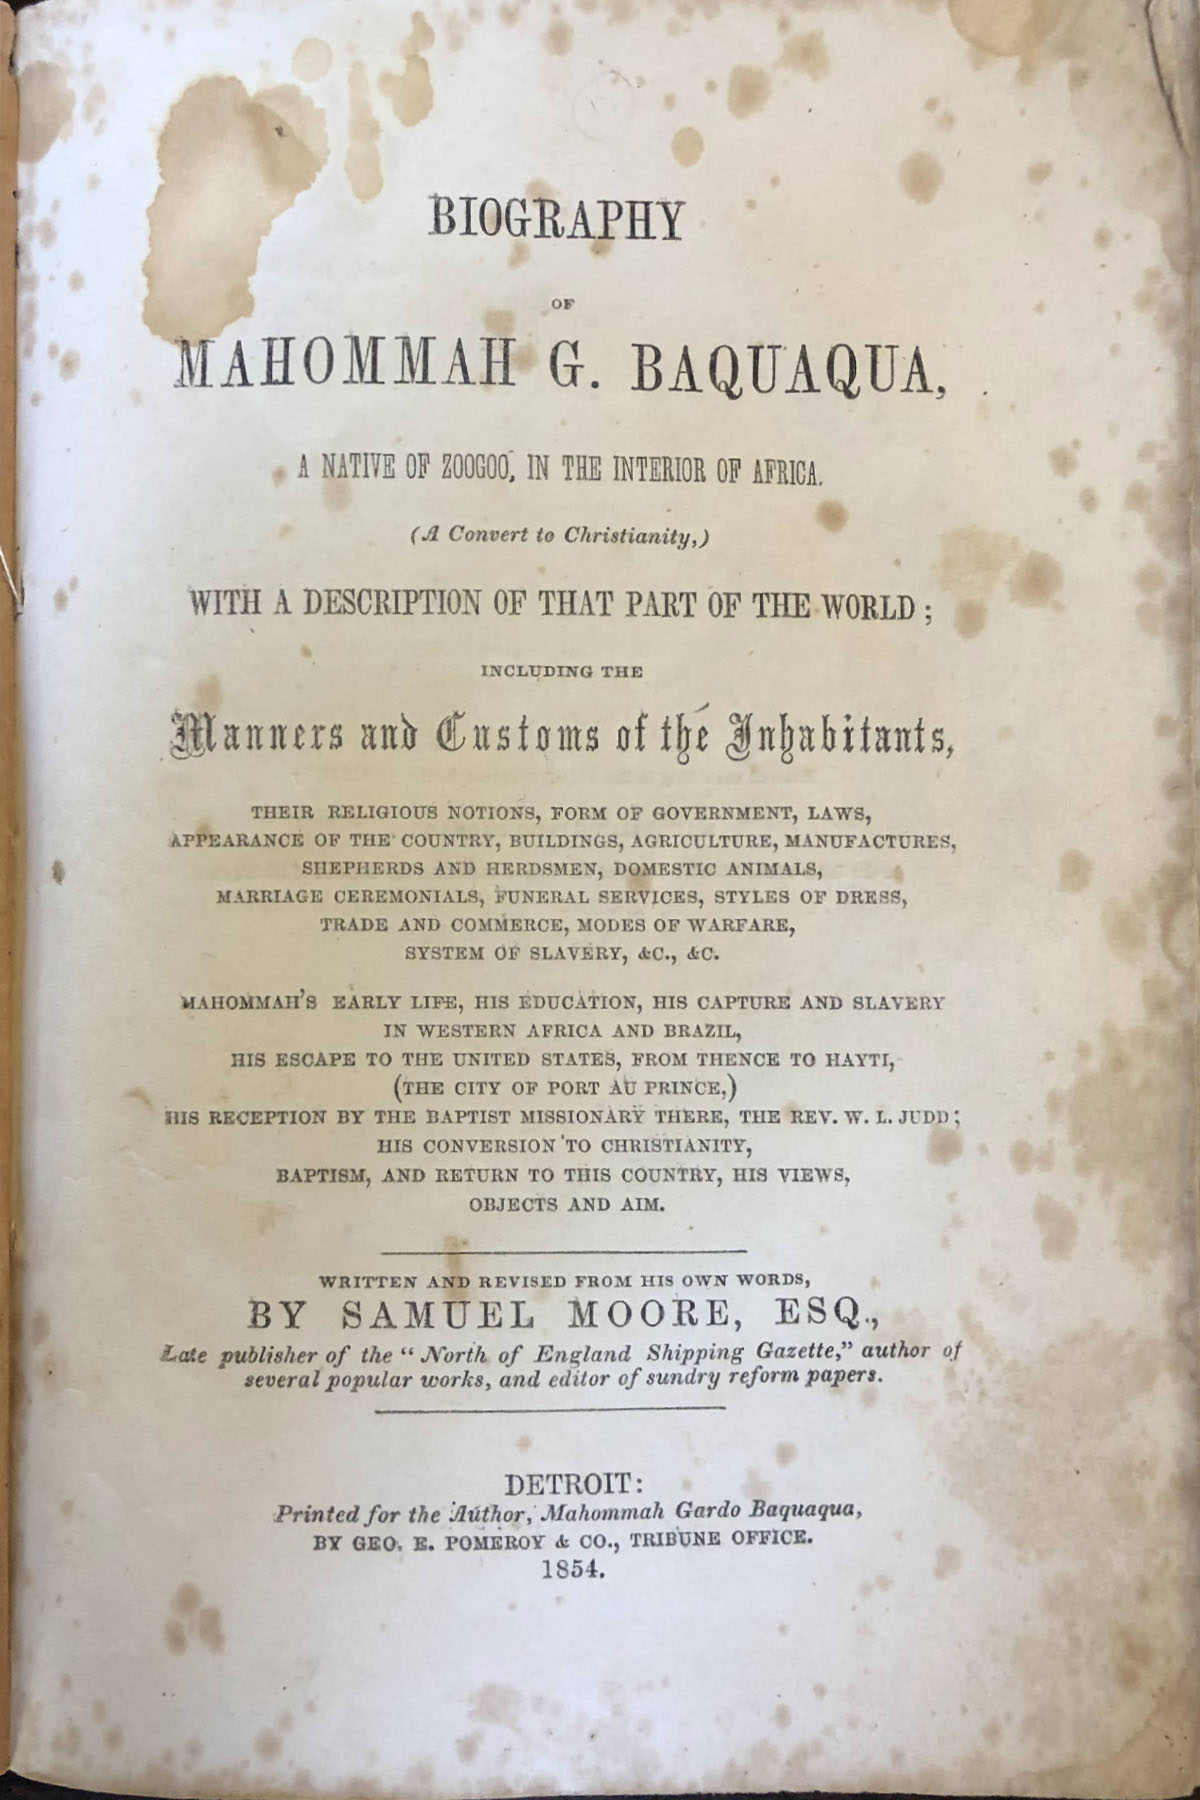 BIOGRAPHY
OF
MAHOMMAH G. BAQUAQUA,
A NATIVE OF ZOOGOO, IN THE INTERIOR OF AFRICA.
(A Convert to Christianity,)
WITH A DESCRIPTION OF THAT PART OF THE WORLD;
INCLUDING THE
Manners and Customs of the Inhabitants,
THEIR RELIGIOUS NOTIONS, FORM OF GOVERNMENT, LAWS,
APPEARANCE OF THE COUNTRY, BUILDINGS, AGRICULTURE, MANUFACTURES,
SHEPHERDS AND HERDSMEN, DOMESTIC ANIMALS,
MARRIAGE CEREMONIALS, FUNERAL SERVICES, STYLES OF DRESS,
TRADE AND COMMERCE, MODES OF WARFARE,
SYSTEM OF SLAVERY, &C., &C.
MAHOMMAH'S EARLY LIFE, HIS EDUCATION, HIS CAPTURE AND SLAVERY
IN WESTERN AFRICA AND BRAZIL,
HIS ESCAPE TO THE UNITED STATES, FROM THENCE TO HAYTI,
(THE CITY OF PORT AU PRINCE,)
HIS RECEPTION BY THE BAPTIST MISSIONARY THERE, THE REV. W. L. JUDD;
HIS CONVERSION TO CHRISTIANITY,
BAPTISM, AND RETURN TO THIS COUNTRY, HIS VIEWS,
OBJECTS AND AIM.
WRITTEN AND REVISED FROM HIS OWN WORDS,
BY SAMUEL MOORE, ESQ.,
Late publisher of the "North of England Shipping Gazette," author of
several popular works, and editor of sundry reform papers.
DETROIT:
Printed for the Author, Mahommah Gardo Baquaqua,
BY GEO. E. POMEROY & CO., TRIBUNE OFFICE.
1854.